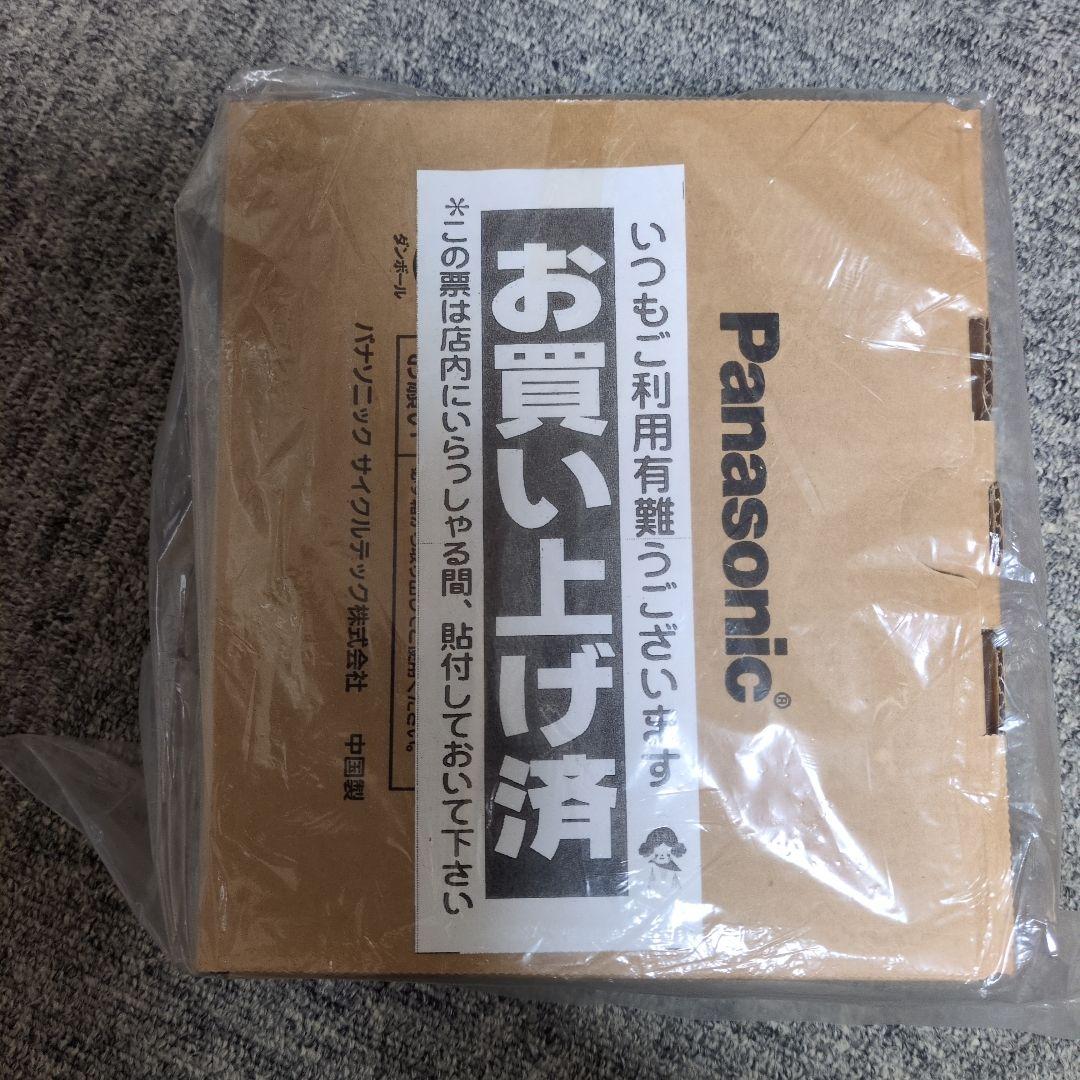 Panasonic®
いつもご利用有難うございます
お買い上げ済
*この票は店内にいらっしゃる間、貼付しておいて下さい
ダンボール
パナソニック サイクルテック株式会社 中国製